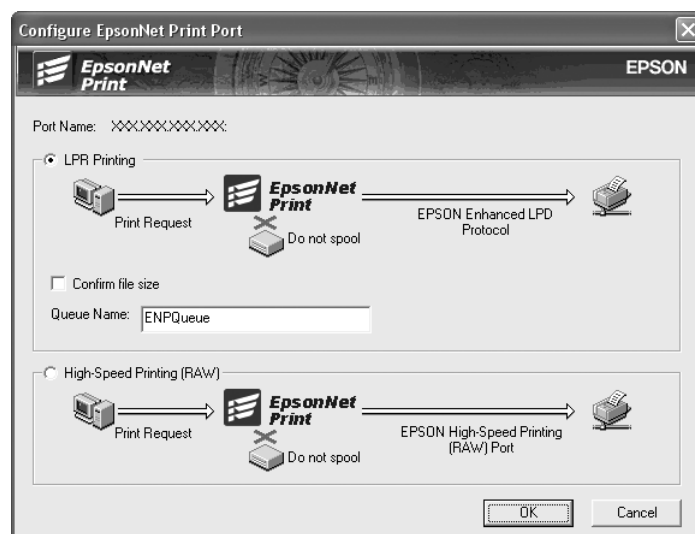 Configure EpsonNet Print Port
EpsonNet
Print
EPSON
Port Name: XXX.XXX.XXX.XXX:
LPR Printing
Print Request
EpsonNet
Print
Do not spool
EPSON Enhanced LPD
Protocol
Confirm file size
Queue Name: ENPQueue
High-Speed Printing (RAW)
Print Request
EpsonNet
Print
Do not spool
EPSON High-Speed Printing
(RAW) Port
OK
Cancel